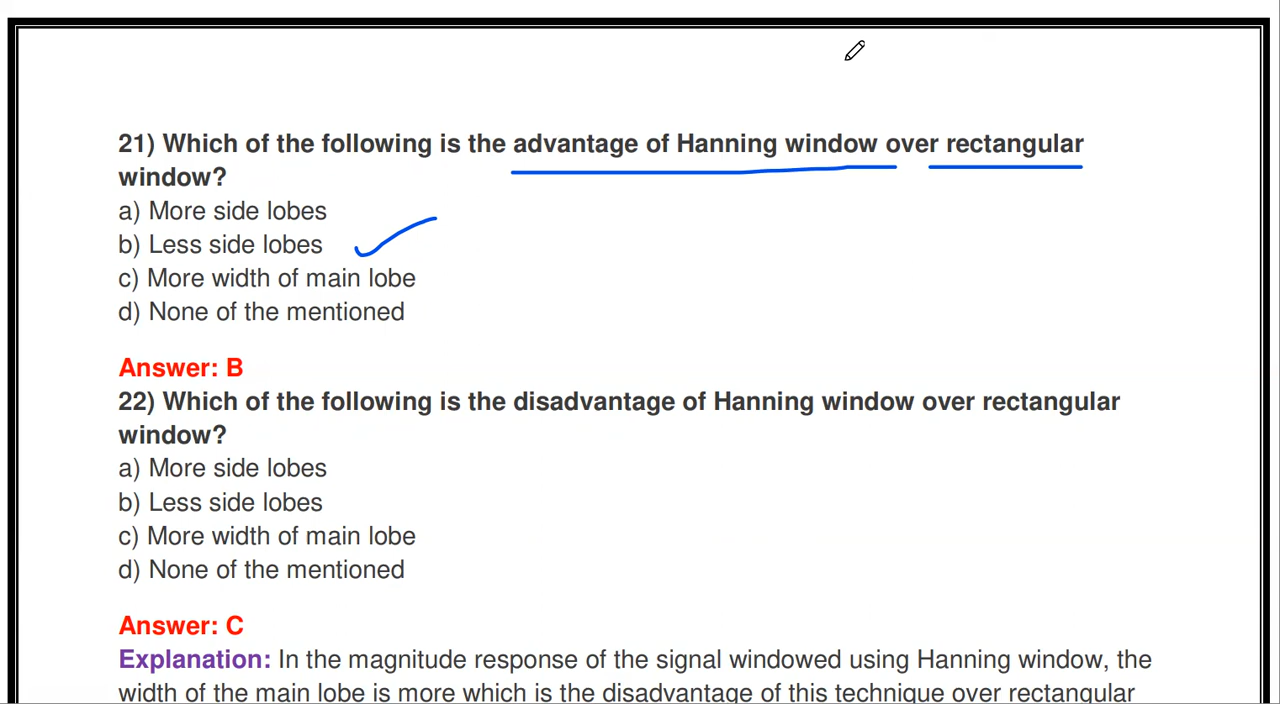 21) Which of the following is the advantage of Hanning window over rectangular
window?
a) More side lobes
b) Less side lobes
c) More width of main lobe
d) None of the mentioned
Answer: B
22) Which of the following is the disadvantage of Hanning window over rectangular
window?
a) More side lobes
b) Less side lobes
c) More width of main lobe
d) None of the mentioned
Answer: C
Explanation: In the magnitude response of the signal windowed using Hanning window, the
width of the main lobe is more which is the disadvantage of this technique over rectangular